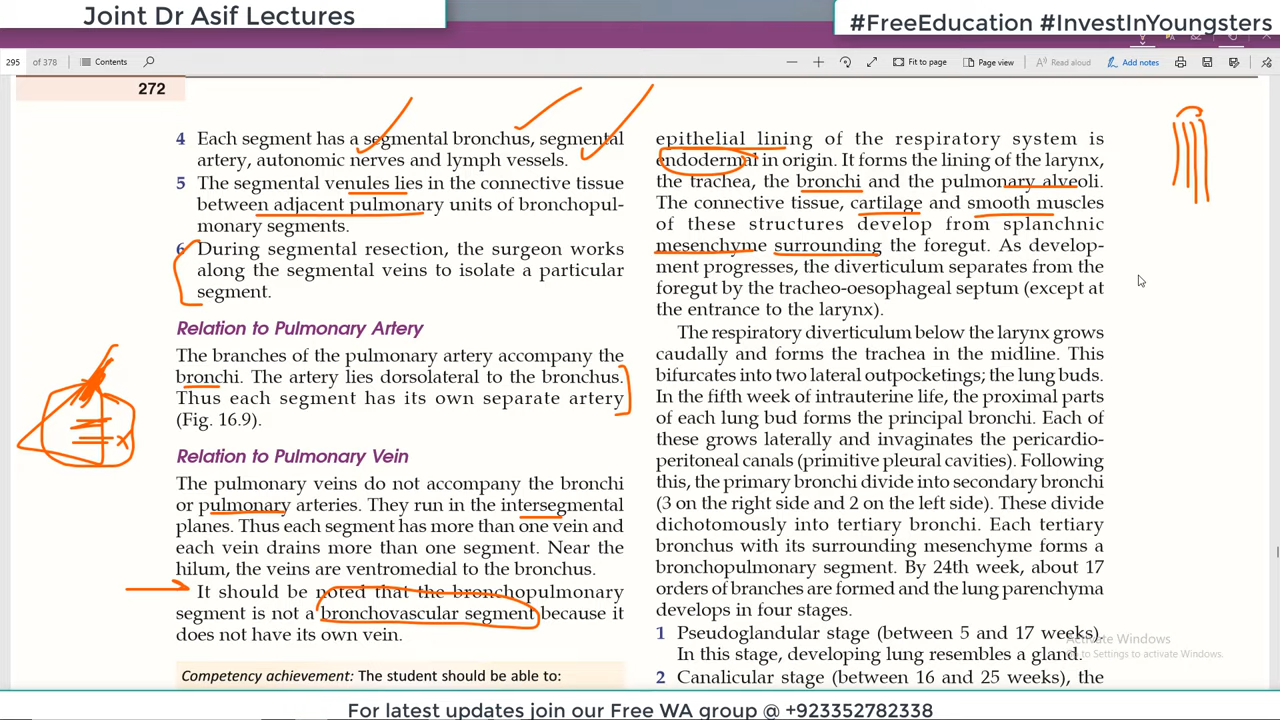 Joint Dr Asif Lectures
#FreeEducation #InvestInYoungsters
295 of 378
Contents
Fit to page
Page view
Read aloud
Add notes
272
4 Each segment has a segmental bronchus, segmental
artery, autonomic nerves and lymph vessels.
5 The segmental venules lies in the connective tissue
between adjacent pulmonary units of bronchopul-
monary segments.
6 During segmental resection, the surgeon works
along the segmental veins to isolate a particular
segment.
Relation to Pulmonary Artery
The branches of the pulmonary artery accompany the
bronchi. The artery lies dorsolateral to the bronchus.
Thus each segment has its own separate artery
(Fig. 16.9).
Relation to Pulmonary Vein
The pulmonary veins do not accompany the bronchi
or pulmonary arteries. They run in the intersegmental
planes. Thus each segment has more than one vein and
each vein drains more than one segment. Near the
hilum, the veins are ventromedial to the bronchus.
It should be noted that the bronchopulmonary
segment is not a bronchovascular segment because it
does not have its own vein.
Competency achievement: The student should be able to:
epithelial lining of the respiratory system is
endodermal in origin. It forms the lining of the larynx,
the trachea, the bronchi and the pulmonary alveoli.
The connective tissue, cartilage and smooth muscles
of these structures develop from splanchnic
mesenchyme surrounding the foregut. As develop-
ment progresses, the diverticulum separates from the
foregut by the tracheo-oesophageal septum (except at
the entrance to the larynx).
The respiratory diverticulum below the larynx grows
caudally and forms the trachea in the midline. This
bifurcates into two lateral outpocketings; the lung buds.
In the fifth week of intrauterine life, the proximal parts
of each lung bud forms the principal bronchi. Each of
these grows laterally and invaginates the pericardio-
peritoneal canals (primitive pleural cavities). Following
this, the primary bronchi divide into secondary bronchi
(3 on the right side and 2 on the left side). These divide
dichotomously into tertiary bronchi. Each tertiary
bronchus with its surrounding mesenchyme forms a
bronchopulmonary segment. By 24th week, about 17
orders of branches are formed and the lung parenchyma
develops in four stages.
1 Pseudoglandular stage (between 5 and 17 weeks).
In this stage, developing lung resembles a gland.
2 Canalicular stage (between 16 and 25 weeks), the
Activate Windows
Go to Settings to activate Windows.
For latest updates join our Free WA group @ +923352782338